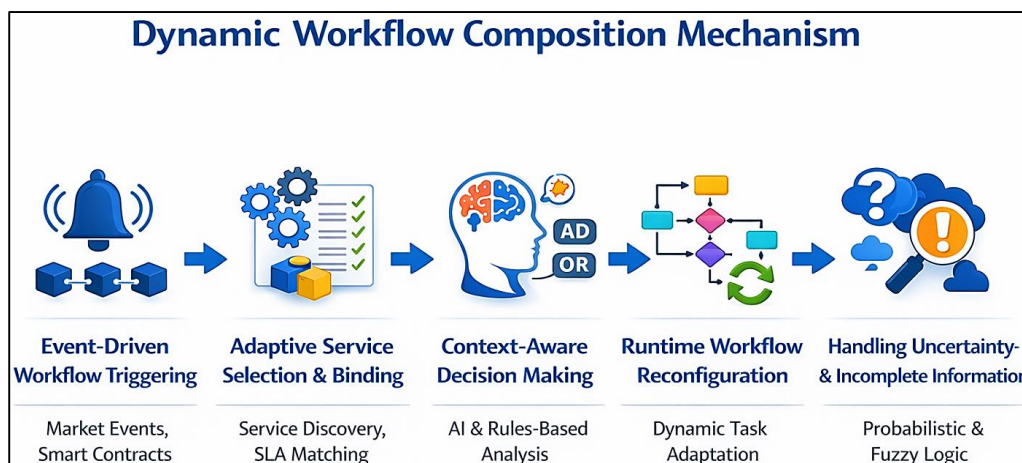 Dynamic Workflow Composition Mechanism
?
!
AD
OR
Event-Driven
Workflow Triggering
Adaptive Service
Selection & Binding
Context-Aware
Decision Making
Runtime Workflow
Reconfiguration
Handling Uncertainty-
& Incomplete Information
Market Events,
Smart Contracts
Service Discovery,
SLA Matching
AI & Rules-Based
Analysis
Dynamic Task
Adaptation
Probabilistic &
Fuzzy Logic